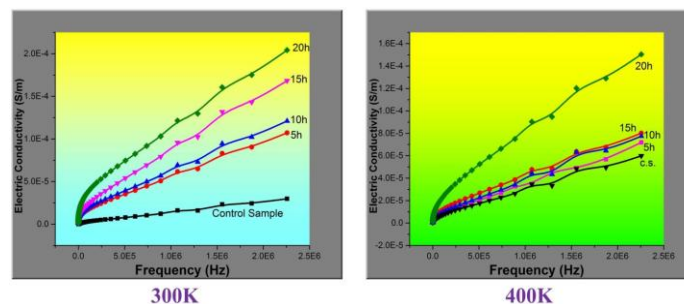 2.0E-4
1.5E-4
1.0E-4
5.0E-5
0.0
Electric Conductivity (S/m)
20h
15h
10h
5h
Control Sample
0.0 5.0E5 1.0E6 1.5E6 2.0E6 2.5E6
Frequency (Hz)
300K
1.6E-4
1.4E-4
1.2E-4
1.0E-4
8.0E-5
6.0E-5
4.0E-5
2.0E-5
0.0
-2.0E-5
Electric Conductivity (S/m)
20h
15h
10h
5h
c.s.
0.0 5.0E5 1.0E6 1.5E6 2.0E6 2.5E6
Frequency (Hz)
400K